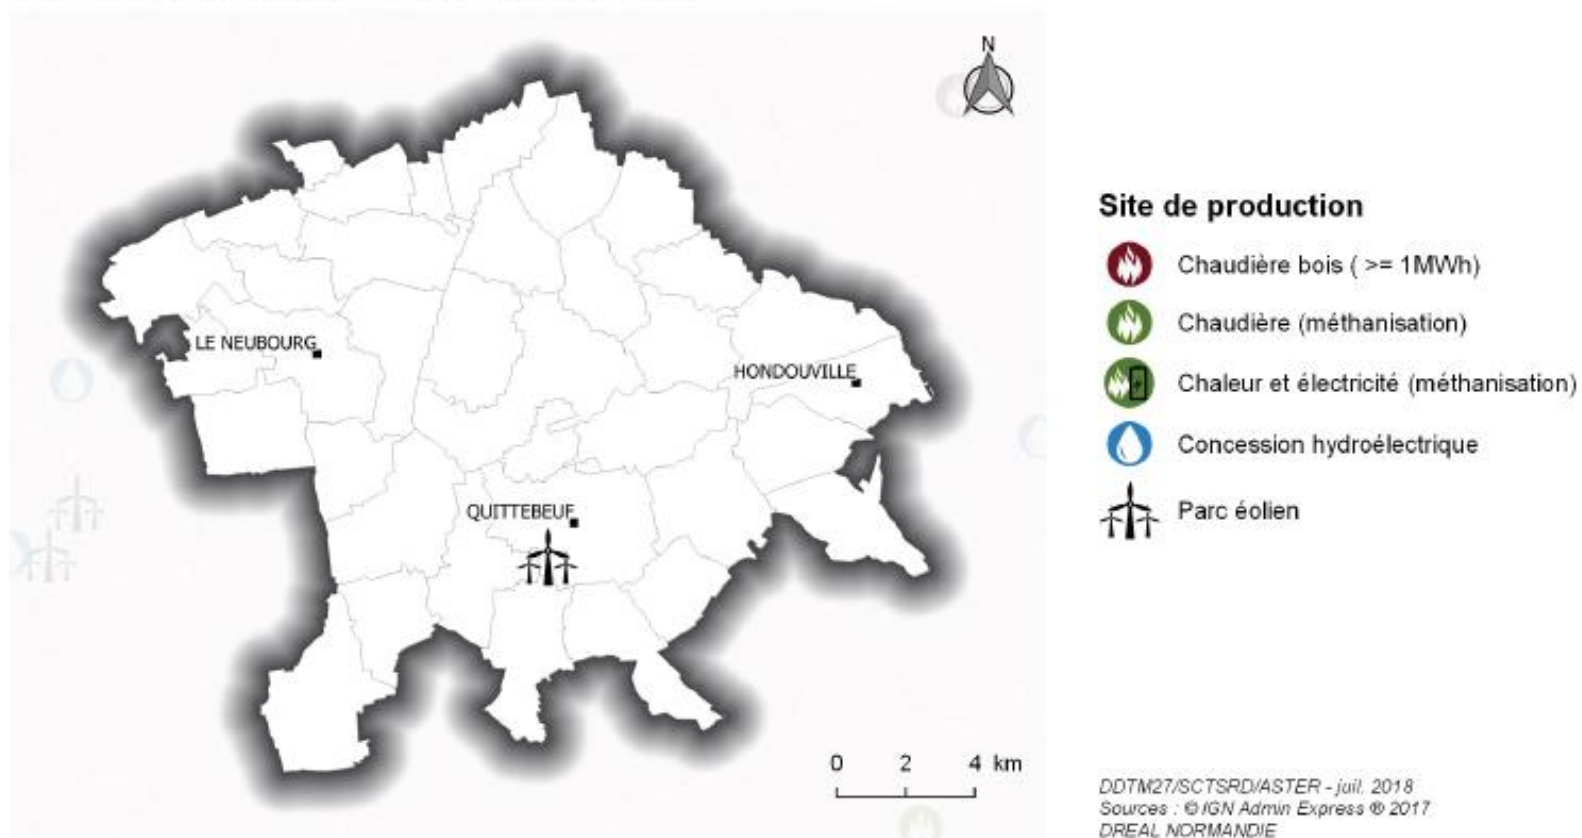 N
LE NEUBOURG
HONDOUVILLE
QUITTEBEUF
0 2 4 km
Site de production
Chaudière bois ( >= 1MWh)
Chaudière (méthanisation)
Chaleur et électricité (méthanisation)
Concession hydroélectrique
Parc éolien
DDTM27/SCTSRD/ASTER - juil. 2018
Sources : © IGN Admin Express ® 2017
DREAL NORMANDIE